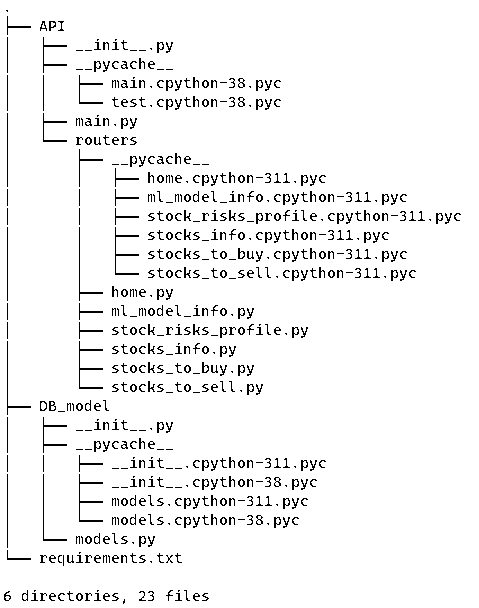 .
├── API
│   ├── __init__.py
│   ├── __pycache__
│   │   ├── main.cpython-38.pyc
│   │   └── test.cpython-38.pyc
│   ├── main.py
│   └── routers
│       ├── __pycache__
│       │   ├── home.cpython-311.pyc
│       │   ├── ml_model_info.cpython-311.pyc
│       │   ├── stock_risks_profile.cpython-311.pyc
│       │   ├── stocks_info.cpython-311.pyc
│       │   ├── stocks_to_buy.cpython-311.pyc
│       │   └── stocks_to_sell.cpython-311.pyc
│       ├── home.py
│       ├── ml_model_info.py
│       ├── stock_risks_profile.py
│       ├── stocks_info.py
│       ├── stocks_to_buy.py
│       └── stocks_to_sell.py
├── DB_model
│   ├── __init__.py
│   ├── __pycache__
│   │   ├── __init__.cpython-311.pyc
│   │   ├── __init__.cpython-38.pyc
│   │   ├── models.cpython-311.pyc
│   │   └── models.cpython-38.pyc
│   └── models.py
└── requirements.txt
6 directories, 23 files